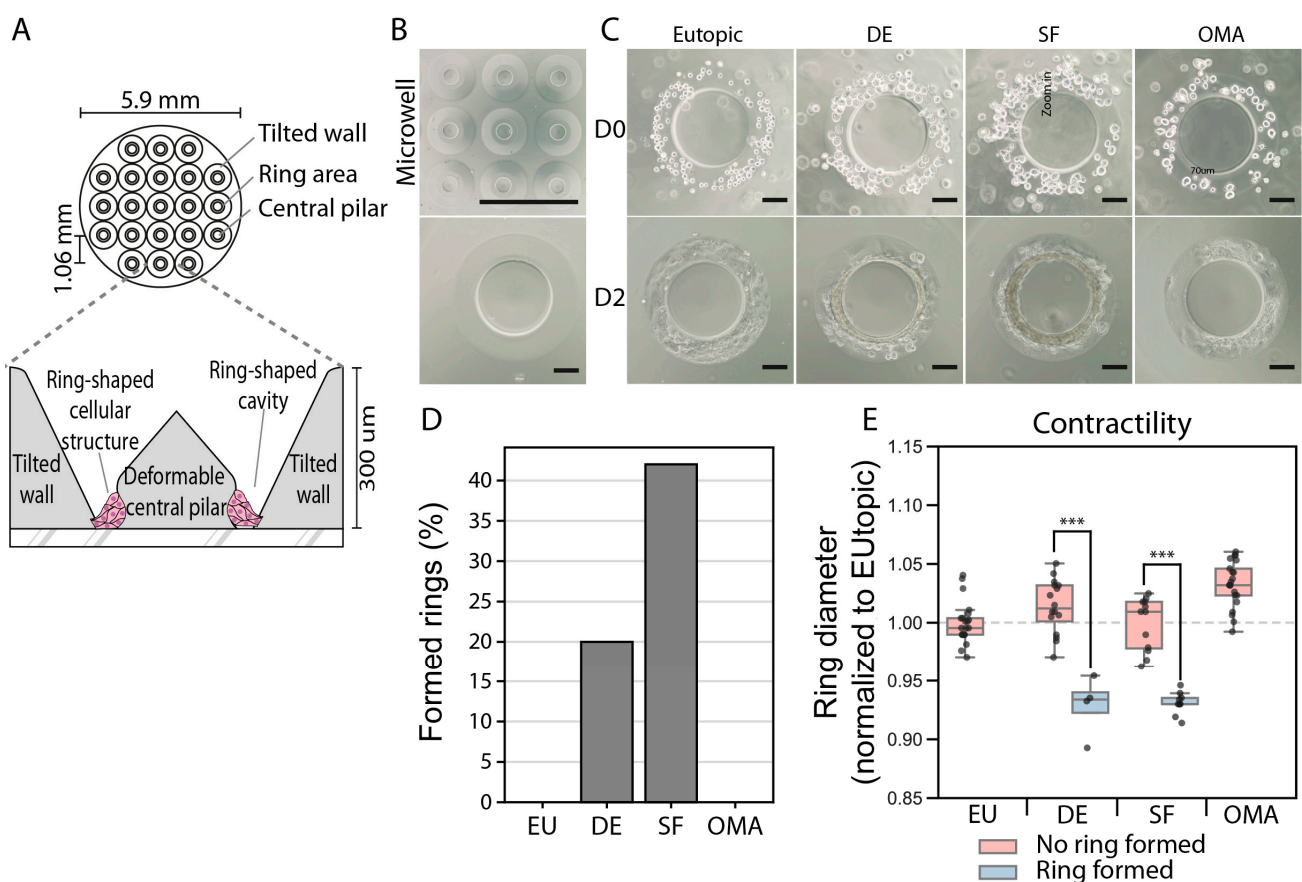 A
5.9 mm
Tilted wall
Ring area
Central pilar
1.06 mm
Ring-shaped
cellular
structure
Ring-shaped
cavity
Tilted
wall
Deformable
central pilar
Tilted
wall
300 um
B
Microwell
C
Eutopic
DE
SF
OMA
D0
Zoom.in
70um
D2
D
Formed rings (%)
40
35
30
25
20
15
10
5
0
EU
DE
SF
OMA
E
Contractility
Ring diameter
(normalized to EUtopic)
1.15
1.10
1.05
1.00
0.95
0.90
0.85
***
***
EU
DE
SF
OMA
No ring formed
Ring formed